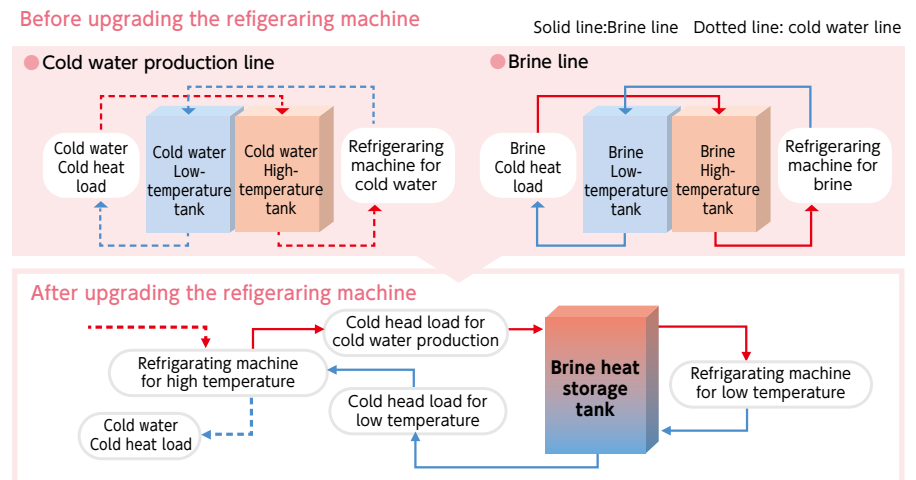 Before upgrading the refigeraring machine
Solid line:Brine line Dotted line: cold water line
Cold water production line
Cold water
Cold heat
load
Cold water
Low-
temperature
tank
Cold water
High-
temperature
tank
Refrigeraring
machine for
cold water
Brine line
Brine
Cold heat
load
Brine
Low-
temperature
tank
Brine
High-
temperature
tank
Refrigeraring
machine for
brine
After upgrading the refigeraring machine
Cold head load for
cold water production
Refrigarating machine
for high temperature
Cold water
Cold heat load
Cold head load for
low temperature
Brine heat
storage
tank
Refrigarating machine
for low temperature